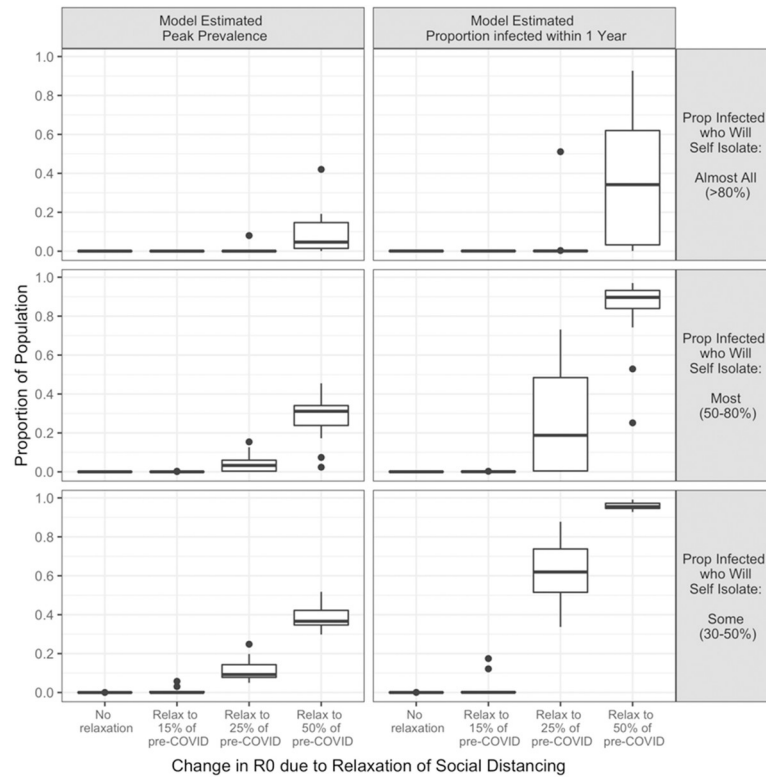 Model Estimated
Peak Prevalence
Model Estimated
Proportion infected within 1 Year
Proportion of Population
1.0
0.8
0.6
0.4
0.2
0.0
Prop Infected
who Will
Self Isolate:
Almost All
(>80%)
1.0
0.8
0.6
0.4
0.2
0.0
Prop Infected
who Will
Self Isolate:
Most
(50-80%)
1.0
0.8
0.6
0.4
0.2
0.0
Prop Infected
who Will
Self Isolate:
Some
(30-50%)
No
relaxation
Relax to
15% of
pre-COVID
Relax to
25% of
pre-COVID
Relax to
50% of
pre-COVID
No
relaxation
Relax to
15% of
pre-COVID
Relax to
25% of
pre-COVID
Relax to
50% of
pre-COVID
Change in R0 due to Relaxation of Social Distancing